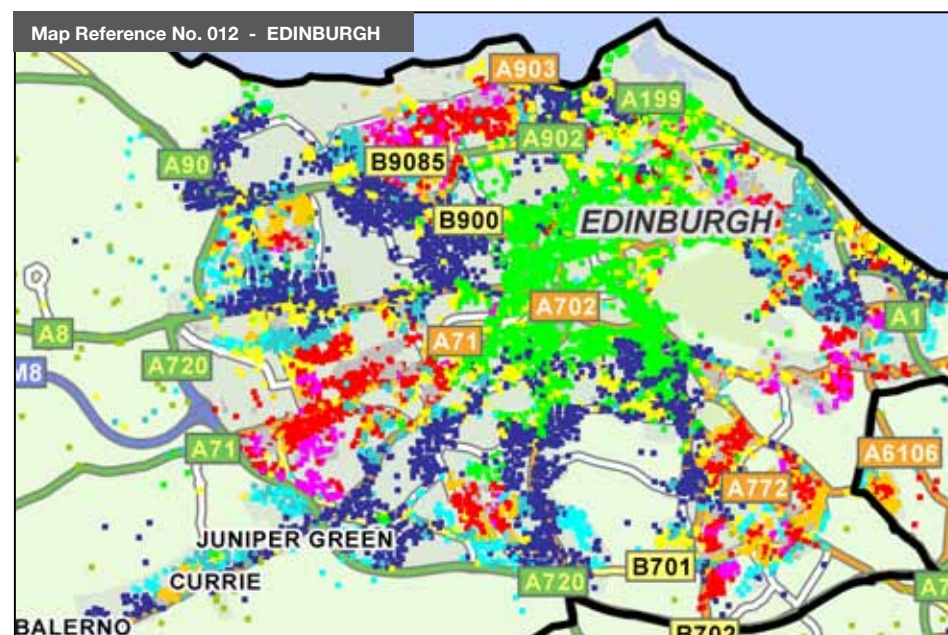 Map Reference No. 012 - EDINBURGH
A903
A199
A902
A90
B9085
B900
EDINBURGH
A702
A1
A8
A71
A720
M8
A71
A6106
A772
JUNIPER GREEN
B701
CURRIE
A720
BALERNO
B702